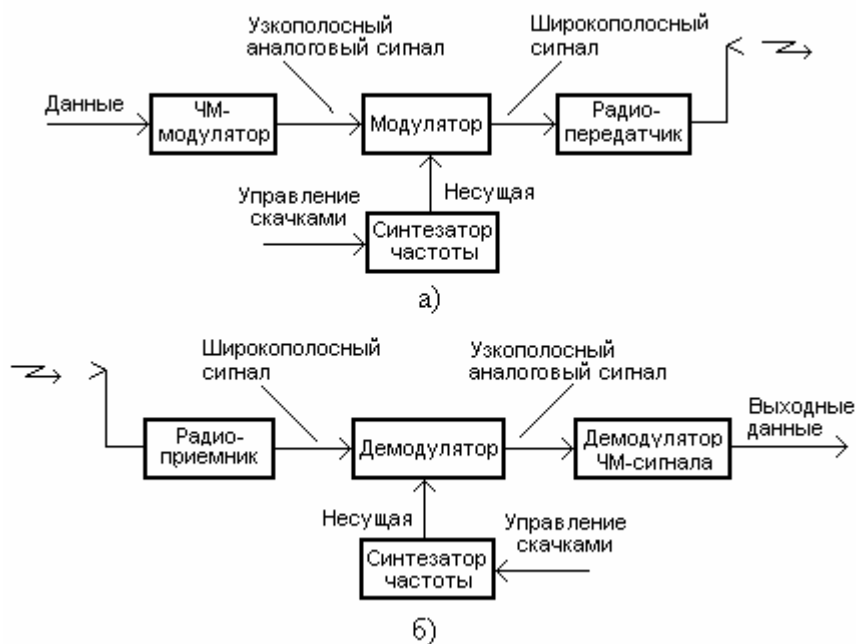 Узкополосный
аналоговый сигнал
Широкополосный
сигнал
Данные
ЧМ-
модулятор
Модулятор
Радио-
передатчик
Управление
скачками
Несущая
Синтезатор
частоты
а)
Широкополосный
сигнал
Узкополосный
аналоговый сигнал
Радио-
приемник
Демодулятор
Демодулятор
ЧМ-сигнала
Выходные
данные
Несущая
Управление
скачками
Синтезатор
частоты
б)